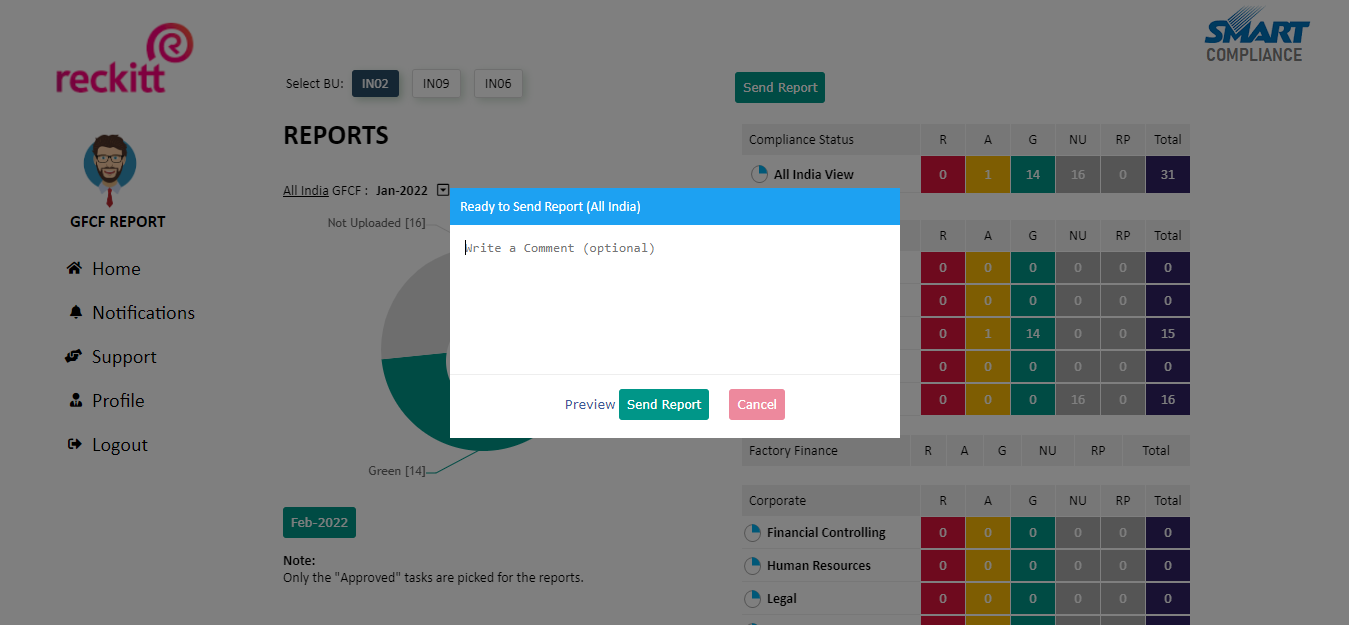 reckitt
SMART
COMPLIANCE
Select BU: IN02 IN09 IN06
Send Report
REPORTS
GFCF REPORT
Home
Notifications
Support
Profile
Logout
All India GFCF : Jan-2022
Not Uploaded [16]
Green [14]
Feb-2022
Note:
Only the "Approved" tasks are picked for the reports.
Ready to Send Report (All India)
Write a Comment (optional)
Preview Send Report Cancel
Compliance Status R A G NU RP Total
All India View 0 1 14 16 0 31
R A G NU RP Total
0 0 0 0 0 0
0 0 0 0 0 0
0 1 14 0 0 15
0 0 0 0 0 0
0 0 0 16 0 16
Factory Finance R A G NU RP Total
Corporate R A G NU RP Total
Financial Controlling 0 0 0 0 0 0
Human Resources 0 0 0 0 0 0
Legal 0 0 0 0 0 0